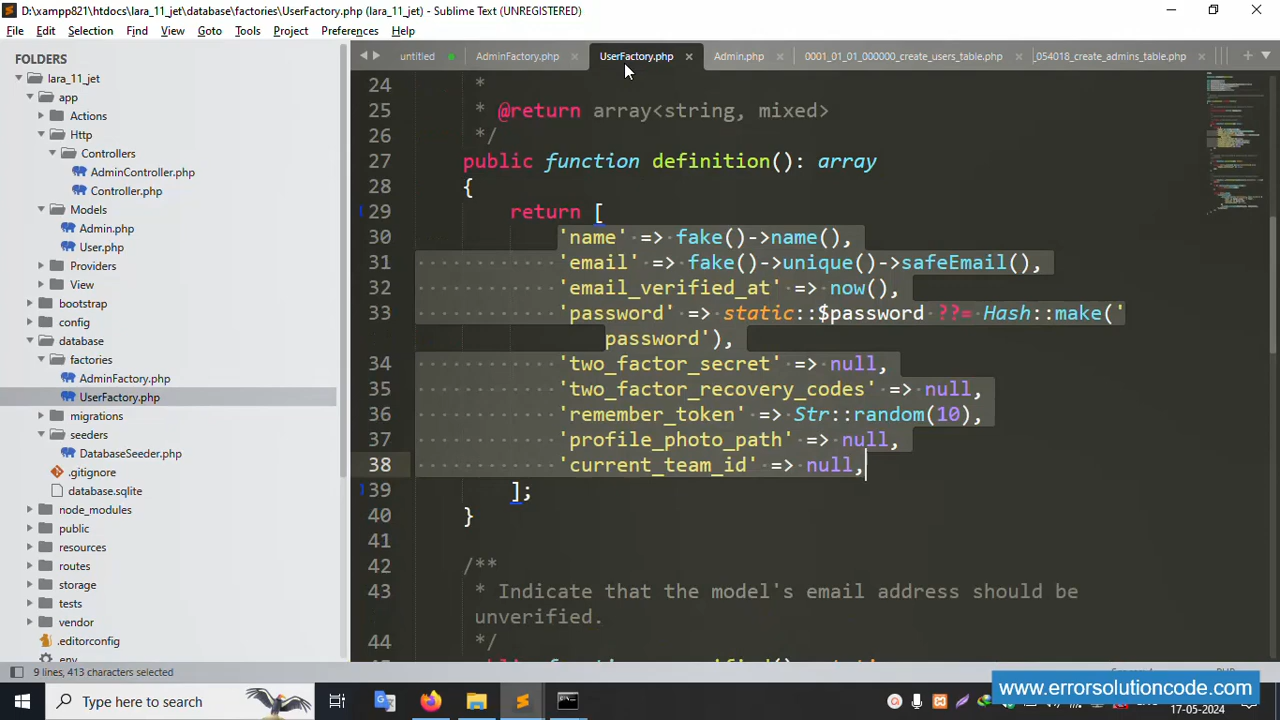 D:\xampp821\htdocs\lara_11_jet\database\factories\UserFactory.php (lara_11_jet) - Sublime Text (UNREGISTERED)
File Edit Selection Find View Goto Tools Project Preferences Help
FOLDERS
lara_11_jet
app
Actions
Http
Controllers
AdminController.php
Controller.php
Models
Admin.php
User.php
Providers
View
bootstrap
config
database
factories
AdminFactory.php
UserFactory.php
migrations
seeders
DatabaseSeeder.php
.gitignore
database.sqlite
node_modules
public
resources
routes
storage
tests
vendor
.editorconfig
.env
untitled AdminFactory.php UserFactory.php Admin.php 0001_01_01_000000_create_users_table.php _054018_create_admins_table.php
24 *
25 * @return array<string, mixed>
26 */
27 public function definition(): array
28 {
29 return [
30 'name' => fake()->name(),
31 'email' => fake()->unique()->safeEmail(),
32 'email_verified_at' => now(),
33 'password' => static::$password ??= Hash::make('
password'),
34 'two_factor_secret' => null,
35 'two_factor_recovery_codes' => null,
36 'remember_token' => Str::random(10),
37 'profile_photo_path' => null,
38 'current_team_id' => null,
39 ];
40 }
41
42 /**
43 * Indicate that the model's email address should be
unverified.
44 */
9 lines, 413 characters selected
www.errorsolutioncode.com
Type here to search
17-05-2024